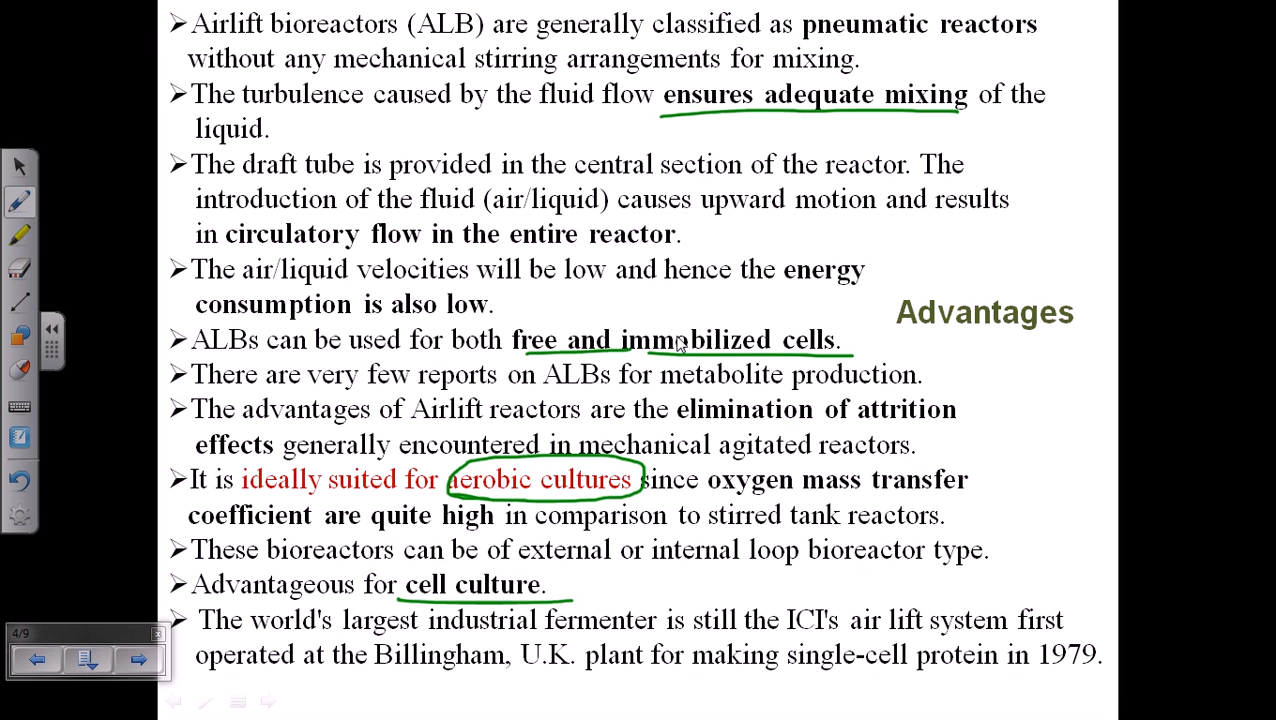 ➢Airlift bioreactors (ALB) are generally classified as pneumatic reactors
without any mechanical stirring arrangements for mixing.
➢The turbulence caused by the fluid flow ensures adequate mixing of the
liquid.
➢The draft tube is provided in the central section of the reactor. The
introduction of the fluid (air/liquid) causes upward motion and results
in circulatory flow in the entire reactor.
➢The air/liquid velocities will be low and hence the energy
consumption is also low.
Advantages
➢ALBs can be used for both free and immobilized cells.
➢There are very few reports on ALBs for metabolite production.
➢The advantages of Airlift reactors are the elimination of attrition
effects generally encountered in mechanical agitated reactors.
➢It is ideally suited for aerobic cultures since oxygen mass transfer
coefficient are quite high in comparison to stirred tank reactors.
➢These bioreactors can be of external or internal loop bioreactor type.
➢Advantageous for cell culture.
➢ The world's largest industrial fermenter is still the ICI's air lift system first
operated at the Billingham, U.K. plant for making single-cell protein in 1979.
4/9